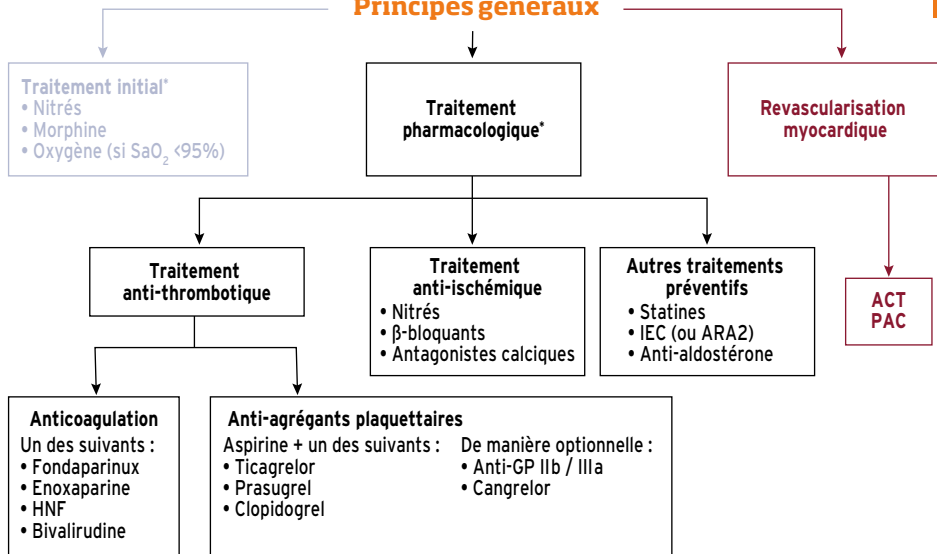 Principes généraux
Traitement initial*
• Nitrés
• Morphine
• Oxygène (si SaO₂ <95%)
Traitement
pharmacologique*
Revascularisation
myocardique
Traitement
anti-thrombotique
Traitement
anti-ischémique
• Nitrés
• β-bloquants
• Antagonistes calciques
Autres traitements
préventifs
• Statines
• IEC (ou ARA2)
• Anti-aldostérone
ACT
PAC
Anticoagulation
Un des suivants :
• Fondaparinux
• Enoxaparine
• HNF
• Bivalirudine
Anti-agrégants plaquettaires
Aspirine + un des suivants :
• Ticagrelor
• Prasugrel
• Clopidogrel
De manière optionnelle :
• Anti-GP IIb / IIIa
• Cangrelor